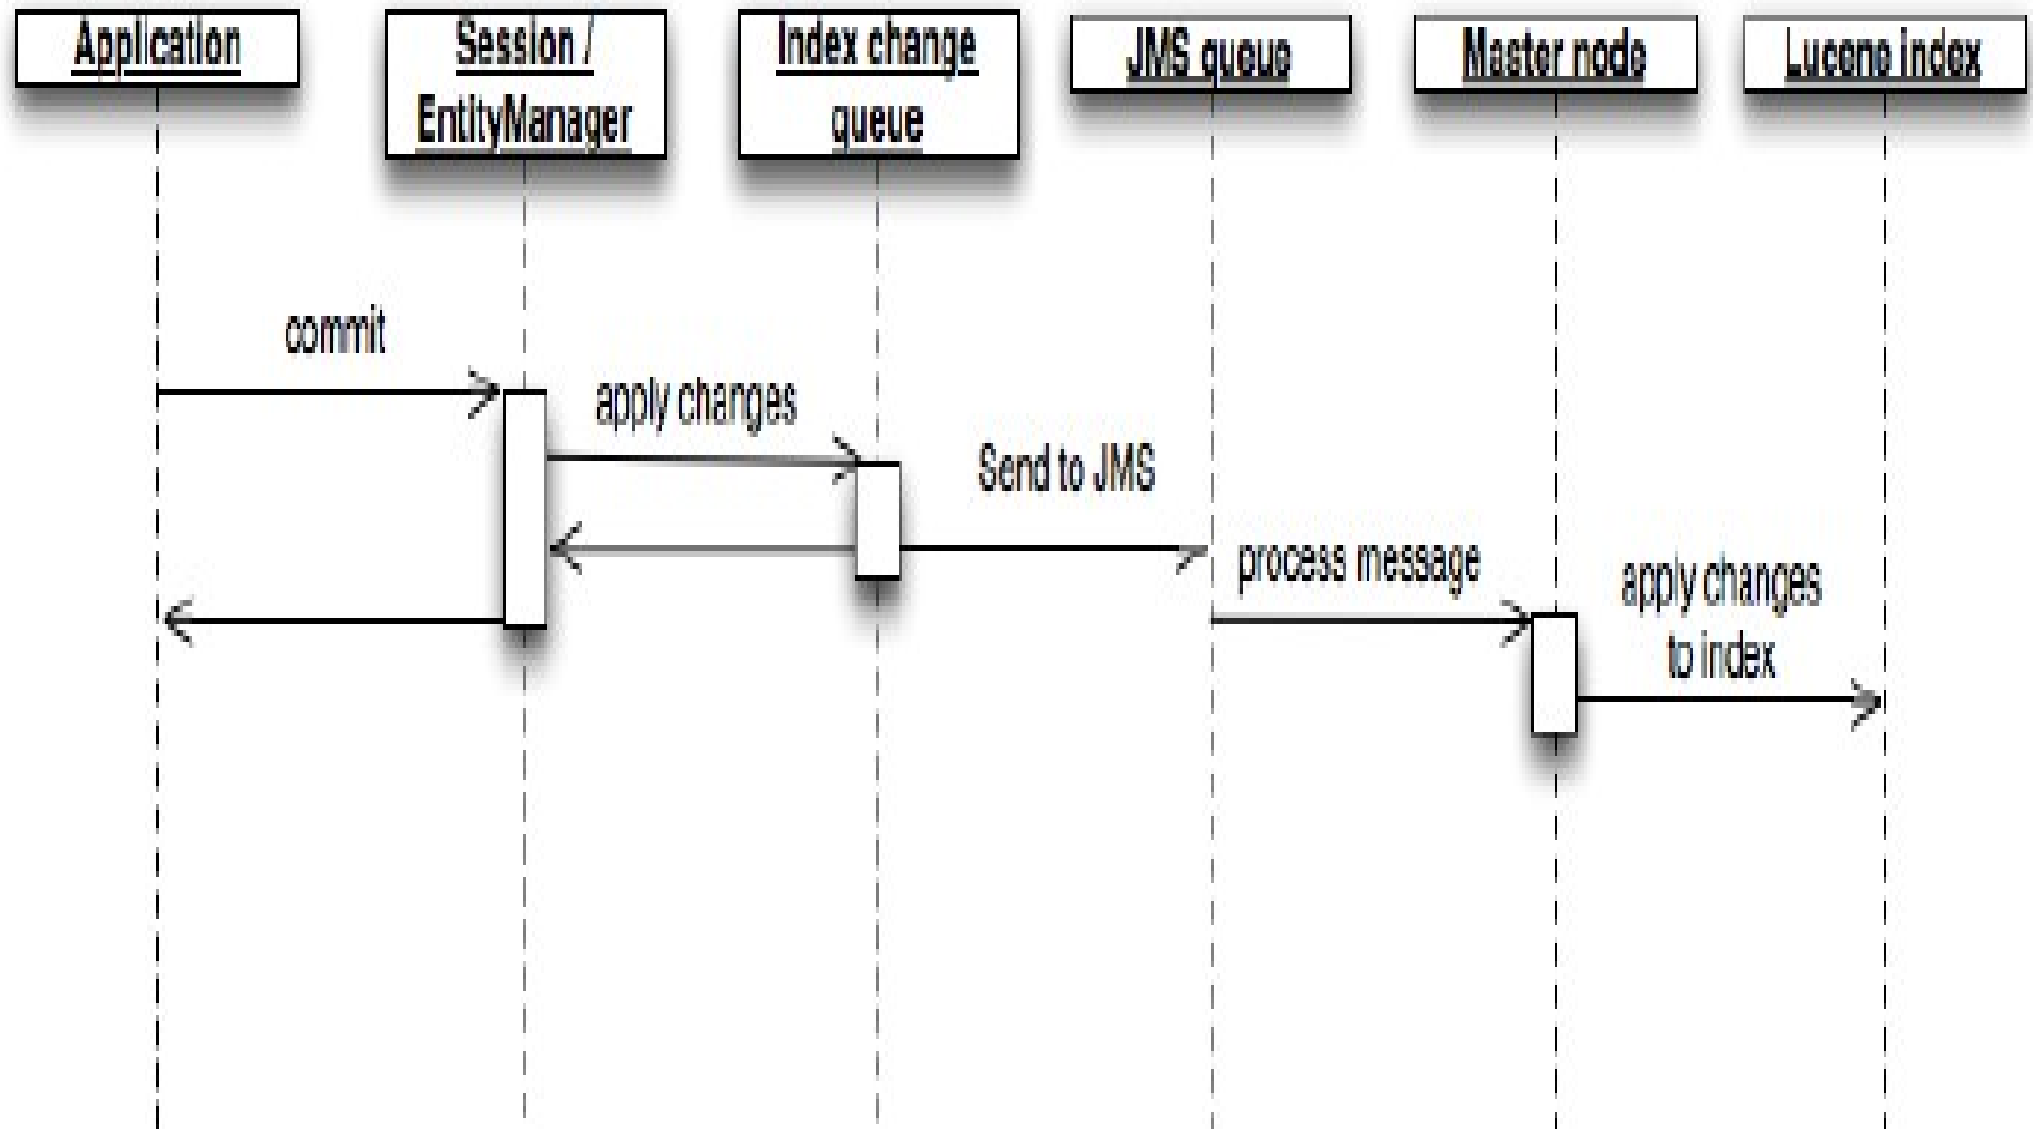 Application
Session /
EntityManager
Index change
queue
JMS queue
Master node
Lucene index
commit
apply changes
Send to JMS
process message
apply changes
to index